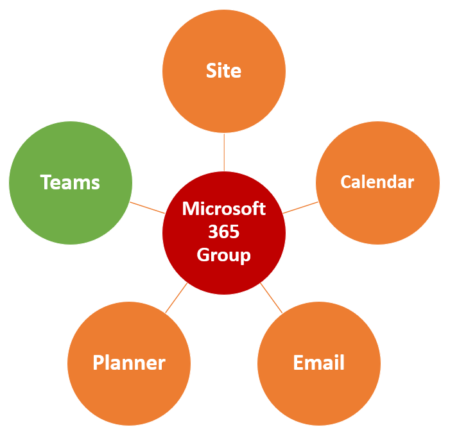 Site
Teams
Calendar
Microsoft
365
Group
Planner
Email